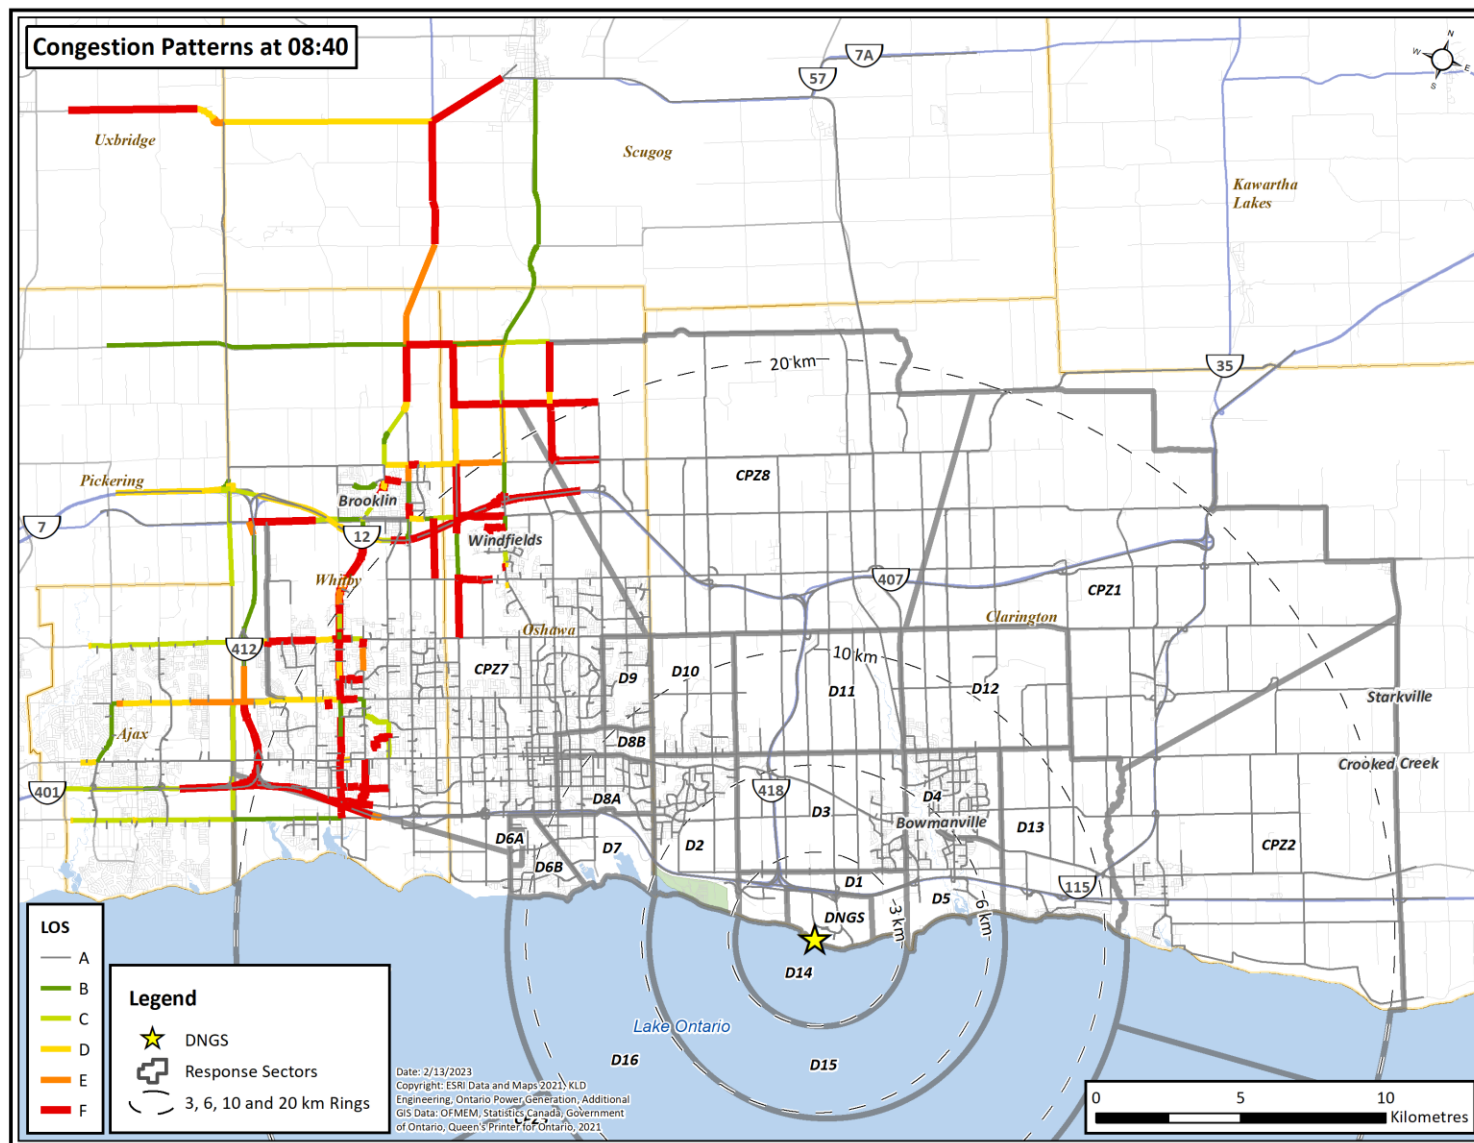 Congestion Patterns at 08:40
7A
57
N
W
E
S
Uxbridge
Scugog
Kawartha
Lakes
20 km
35
Pickering
CPZ8
Brooklin
7
12
Windfields
407
Whitby
CPZ1
Clarington
Oshawa
412
10 km
CPZ7
D9
D10
D11
D12
Starkville
Ajax
D8B
Crooked Creek
401
418
D8A
D3
D4
Bowmanville
D6A
D13
D7
D2
CPZ2
D6B
D1
115
D5
DNGS
3 km
6 km
D14
Lake Ontario
D16
D15
LOS
A
B
C
D
E
F
Legend
DNGS
Response Sectors
3, 6, 10 and 20 km Rings
Date: 2/13/2023
Copyright: ESRI Data and Maps 2021, KLD
Engineering, Ontario Power Generation, Additional
GIS Data: OFMEM, Statistics Canada, Government
of Ontario, Queen's Printer for Ontario, 2021
0 5 10
Kilometres